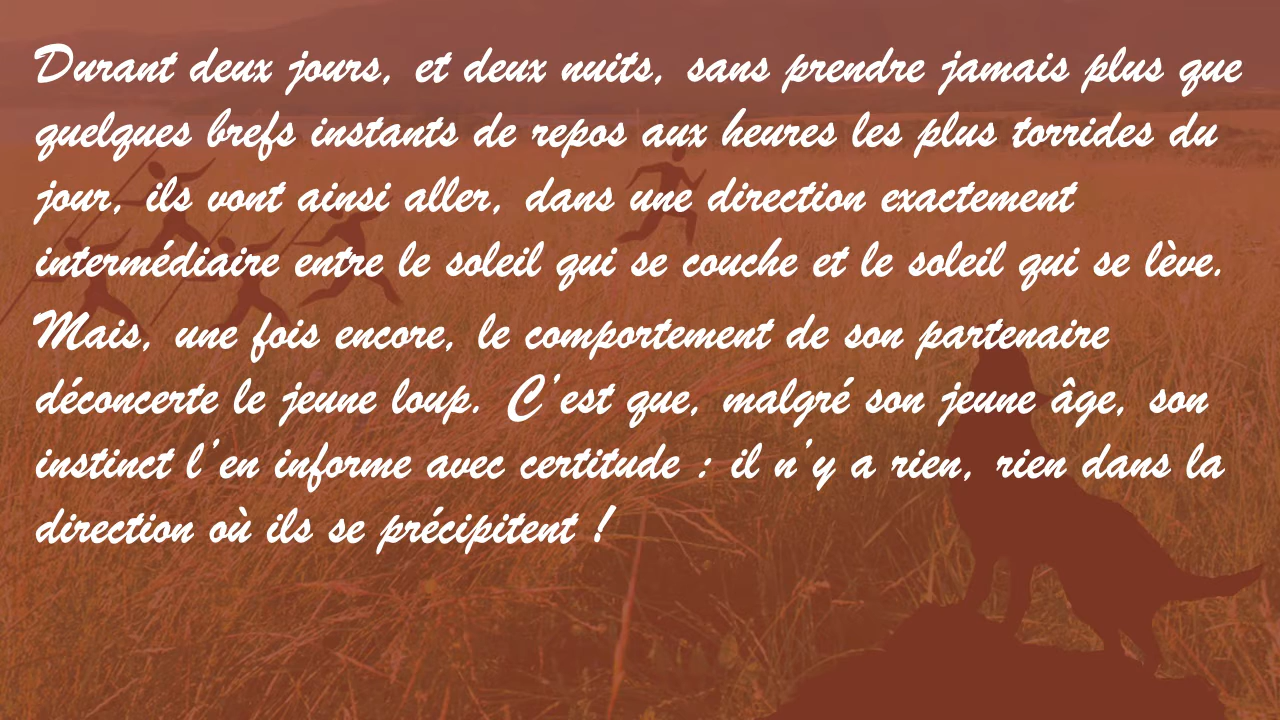 Durant deux jours, et deux nuits, sans prendre jamais plus que
quelques brefs instants de repos aux heures les plus torrides du
jour, ils vont ainsi aller, dans une direction exactement
intermédiaire entre le soleil qui se couche et le soleil qui se lève.
Mais, une fois encore, le comportement de son partenaire
déconcerte le jeune loup. C'est que, malgré son jeune âge, son
instinct l'en informe avec certitude : il n'y a rien, rien dans la
direction où ils se précipitent !